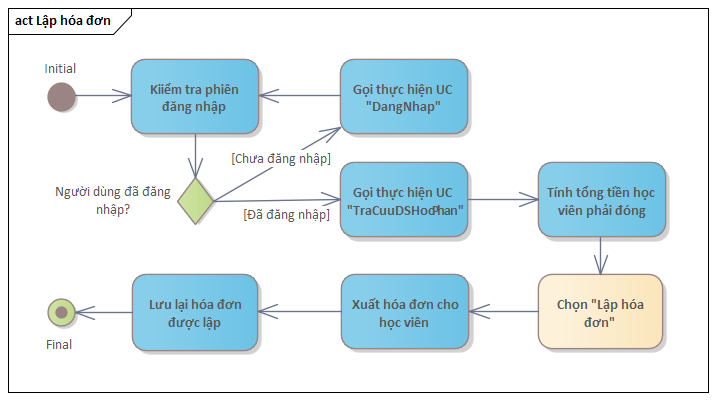 act Lập hóa đơn
Initial
Kiiểm tra phiên
đăng nhập
Gọi thực hiện UC
"DangNhap"
[Chưa đăng nhập]
Người dùng đã đăng
nhập?
[Đã đăng nhập]
Gọi thực hiện UC
"TraCuuDSHocPhan"
Tính tổng tiền học
viên phải đóng
Lưu lại hóa đơn
được lập
Xuất hóa đơn cho
học viên
Chọn "Lập hóa
đơn"
Final